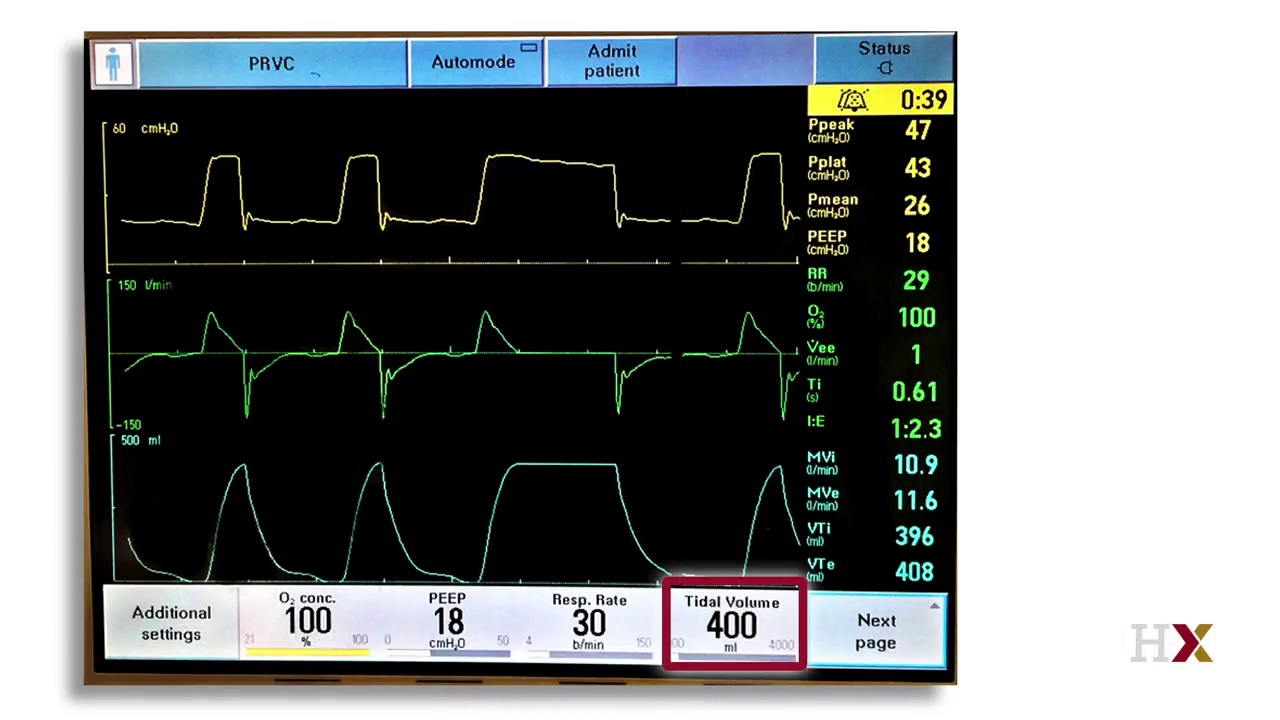 PRVC
Automode
Admit
patient
Status
0:39
60 cmH₂O
Ppeak
(cmH₂O)
47
Pplat
(cmH₂O)
43
Pmean
(cmH₂O)
26
PEEP
(cmH₂O)
18
150 l/min
-150
RR
(b/min)
29
O₂
(%)
100
V̇ee
(l/min)
1
Ti
(s)
0.61
I:E
1:2.3
500 ml
MVi
(l/min)
10.9
MVe
(l/min)
11.6
VTi
(ml)
396
VTe
(ml)
408
Additional
settings
O₂ conc.
100
21 % 100
PEEP
18
0 cmH₂O 50
Resp. Rate
30
4 b/min 150
Tidal Volume
400
ml 4000
Next
page
HX